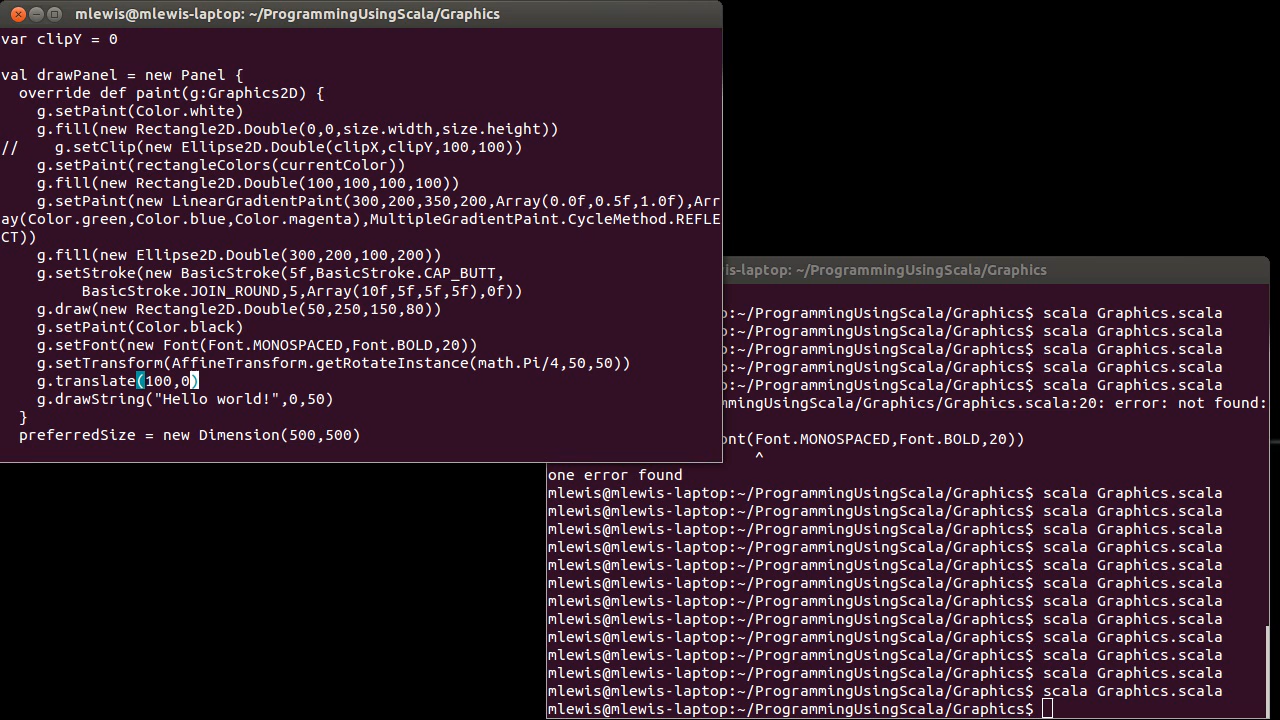 mlewis@mlewis-laptop: ~/ProgrammingUsingScala/Graphics
var clipY = 0
val drawPanel = new Panel {
  override def paint(g:Graphics2D) {
    g.setPaint(Color.white)
    g.fill(new Rectangle2D.Double(0,0,size.width,size.height))
//    g.setClip(new Ellipse2D.Double(clipX,clipY,100,100))
    g.setPaint(rectangleColors(currentColor))
    g.fill(new Rectangle2D.Double(100,100,100,100))
    g.setPaint(new LinearGradientPaint(300,200,350,200,Array(0.0f,0.5f,1.0f),Arr
ay(Color.green,Color.blue,Color.magenta),MultipleGradientPaint.CycleMethod.REFLE
CT))
    g.fill(new Ellipse2D.Double(300,200,100,200))
    g.setStroke(new BasicStroke(5f,BasicStroke.CAP_BUTT,
         BasicStroke.JOIN_ROUND,5,Array(10f,5f,5f,5f),0f))
    g.draw(new Rectangle2D.Double(50,250,150,80))
    g.setPaint(Color.black)
    g.setFont(new Font(Font.MONOSPACED,Font.BOLD,20))
    g.setTransform(AffineTransform.getRotateInstance(math.Pi/4,50,50))
    g.translate(100,0)
    g.drawString("Hello world!",0,50)
  }
  preferredSize = new Dimension(500,500)
is-laptop: ~/ProgrammingUsingScala/Graphics
:~/ProgrammingUsingScala/Graphics$ scala Graphics.scala
:~/ProgrammingUsingScala/Graphics$ scala Graphics.scala
:~/ProgrammingUsingScala/Graphics$ scala Graphics.scala
:~/ProgrammingUsingScala/Graphics$ scala Graphics.scala
:~/ProgrammingUsingScala/Graphics$ scala Graphics.scala
mingUsingScala/Graphics/Graphics.scala:20: error: not found:
ont(Font.MONOSPACED,Font.BOLD,20))
^
one error found
mlewis@mlewis-laptop:~/ProgrammingUsingScala/Graphics$ scala Graphics.scala
mlewis@mlewis-laptop:~/ProgrammingUsingScala/Graphics$ scala Graphics.scala
mlewis@mlewis-laptop:~/ProgrammingUsingScala/Graphics$ scala Graphics.scala
mlewis@mlewis-laptop:~/ProgrammingUsingScala/Graphics$ scala Graphics.scala
mlewis@mlewis-laptop:~/ProgrammingUsingScala/Graphics$ scala Graphics.scala
mlewis@mlewis-laptop:~/ProgrammingUsingScala/Graphics$ scala Graphics.scala
mlewis@mlewis-laptop:~/ProgrammingUsingScala/Graphics$ scala Graphics.scala
mlewis@mlewis-laptop:~/ProgrammingUsingScala/Graphics$ scala Graphics.scala
mlewis@mlewis-laptop:~/ProgrammingUsingScala/Graphics$ scala Graphics.scala
mlewis@mlewis-laptop:~/ProgrammingUsingScala/Graphics$ scala Graphics.scala
mlewis@mlewis-laptop:~/ProgrammingUsingScala/Graphics$ scala Graphics.scala
mlewis@mlewis-laptop:~/ProgrammingUsingScala/Graphics$ scala Graphics.scala
mlewis@mlewis-laptop:~/ProgrammingUsingScala/Graphics$